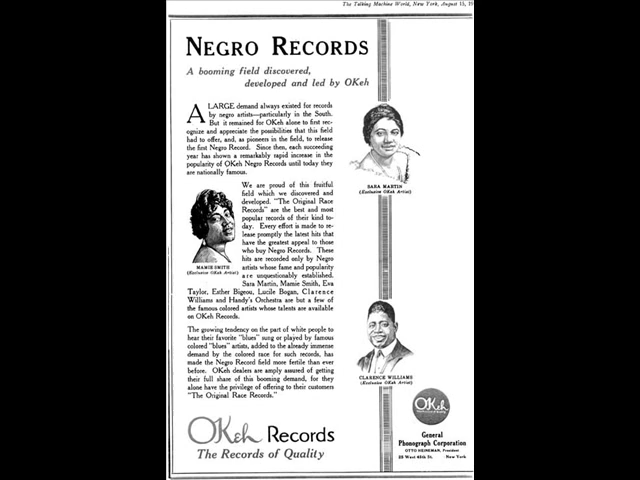 The Talking Machine World, New York, August 15, 19
NEGRO RECORDS
A booming field discovered,
developed and led by OKeh
A LARGE demand always existed for records
by negro artists—particularly in the South.
But it remained for OKeh alone to first rec-
ognize and appreciate the possibilities that this field
had to offer, and, as pioneers in the field, to release
the first Negro Record. Since then, each succeeding
year has shown a remarkably rapid increase in the
popularity of OKeh Negro Records until today they
are nationally famous.
SARA MARTIN
(Exclusive OKeh Artist)
We are proud of this fruitful
field which we discovered and
developed. "The Original Race
Records" are the best and most
popular records of their kind to-
day. Every effort is made to re-
lease promptly the latest hits that
have the greatest appeal to those
who buy Negro Records. These
hits are recorded only by Negro
artists whose fame and popularity
are unquestionably established.
Sara Martin, Mamie Smith, Eva
Taylor, Esther Bigeou, Lucile Bogan, Clarence
Williams and Handy's Orchestra are but a few of
the famous colored artists whose talents are available
on OKeh Records.
MAMIE SMITH
(Exclusive OKeh Artist)
The growing tendency on the part of white people to
hear their favorite "blues" sung or played by famous
colored "blues" artists, added to the already immense
demand by the colored race for such records, has
made the Negro Record field more fertile than ever
before. OKeh dealers are amply assured of getting
their full share of this booming demand, for they
alone have the privilege of offering to their customers
"The Original Race Records."
CLARENCE WILLIAMS
(Exclusive OKeh Artist)
OKeh Records
The Records of Quality
OKeh
General
Phonograph Corporation
OTTO HEINEMAN, President
25 West 45th St. New York